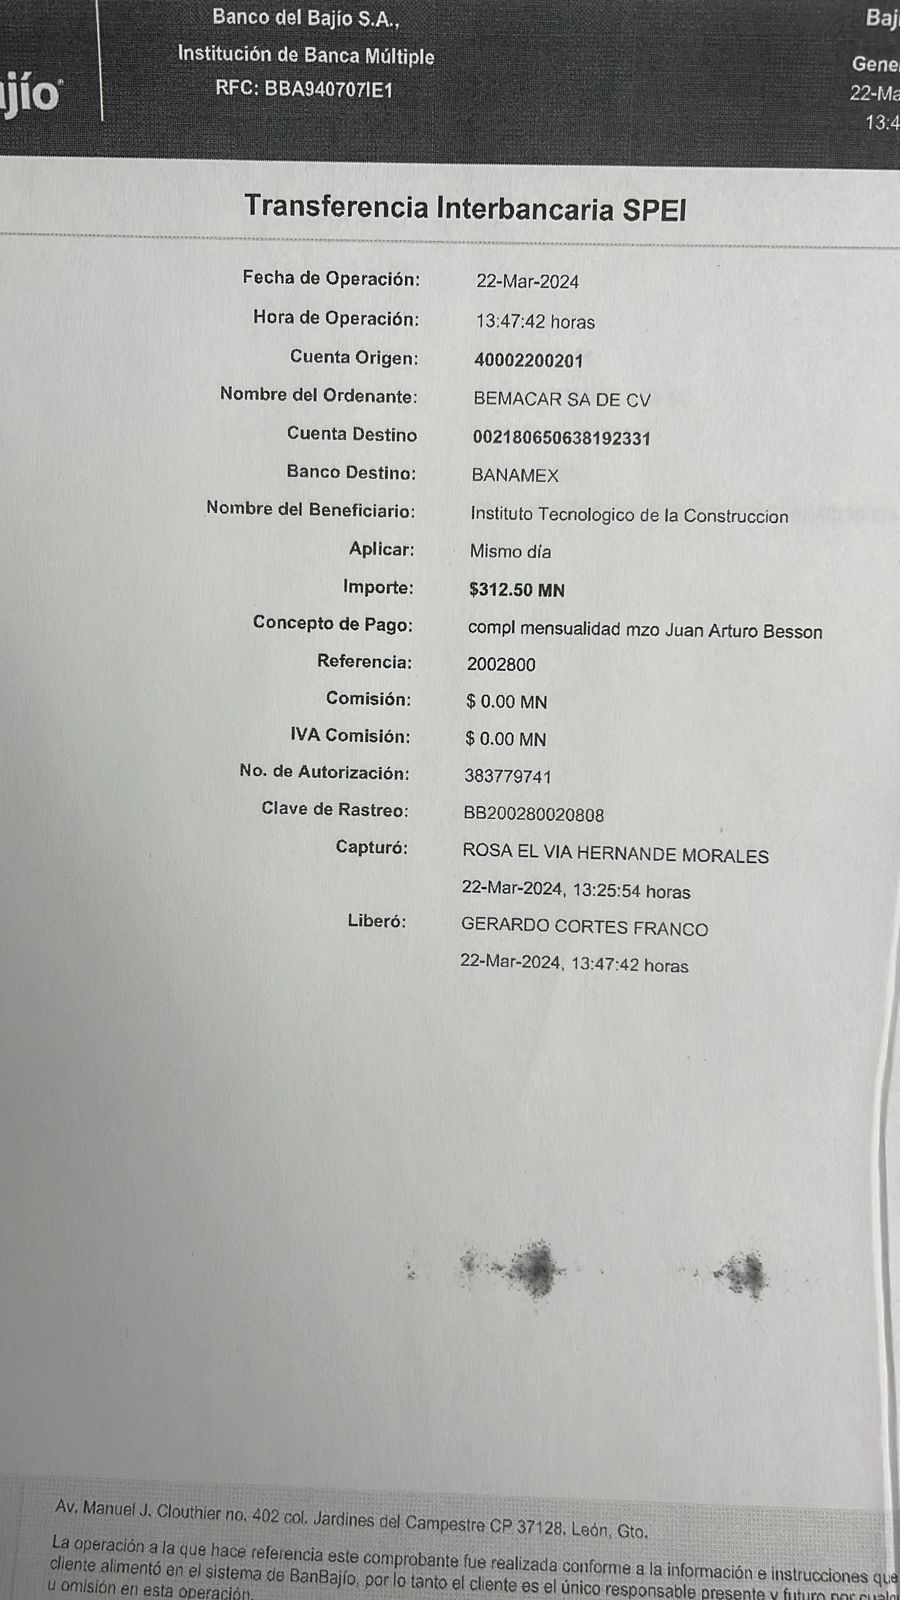 Banco del Bajío S.A.,
Institución de Banca Múltiple
RFC: BBA940707IE1
jío
Baj
Gene
22-Ma
13:4
Transferencia Interbancaria SPEI
Fecha de Operación: 22-Mar-2024
Hora de Operación: 13:47:42 horas
Cuenta Origen: 40002200201
Nombre del Ordenante: BEMACAR SA DE CV
Cuenta Destino 002180650638192331
Banco Destino: BANAMEX
Nombre del Beneficiario: Instituto Tecnologico de la Construccion
Aplicar: Mismo día
Importe: $312.50 MN
Concepto de Pago: compl mensualidad mzo Juan Arturo Besson
Referencia: 2002800
Comisión: $ 0.00 MN
IVA Comisión: $ 0.00 MN
No. de Autorización: 383779741
Clave de Rastreo: BB200280020808
Capturó: ROSA EL VIA HERNANDE MORALES
22-Mar-2024, 13:25:54 horas
Liberó: GERARDO CORTES FRANCO
22-Mar-2024, 13:47:42 horas
Av. Manuel J. Clouthier no. 402 col. Jardines del Campestre CP 37128, León, Gto.
La operación a la que hace referencia este comprobante fue realizada conforme a la información e instrucciones que
cliente alimentó en el sistema de BanBajío, por lo tanto el cliente es el único responsable presente y futuro por
u omisión en esta operación.